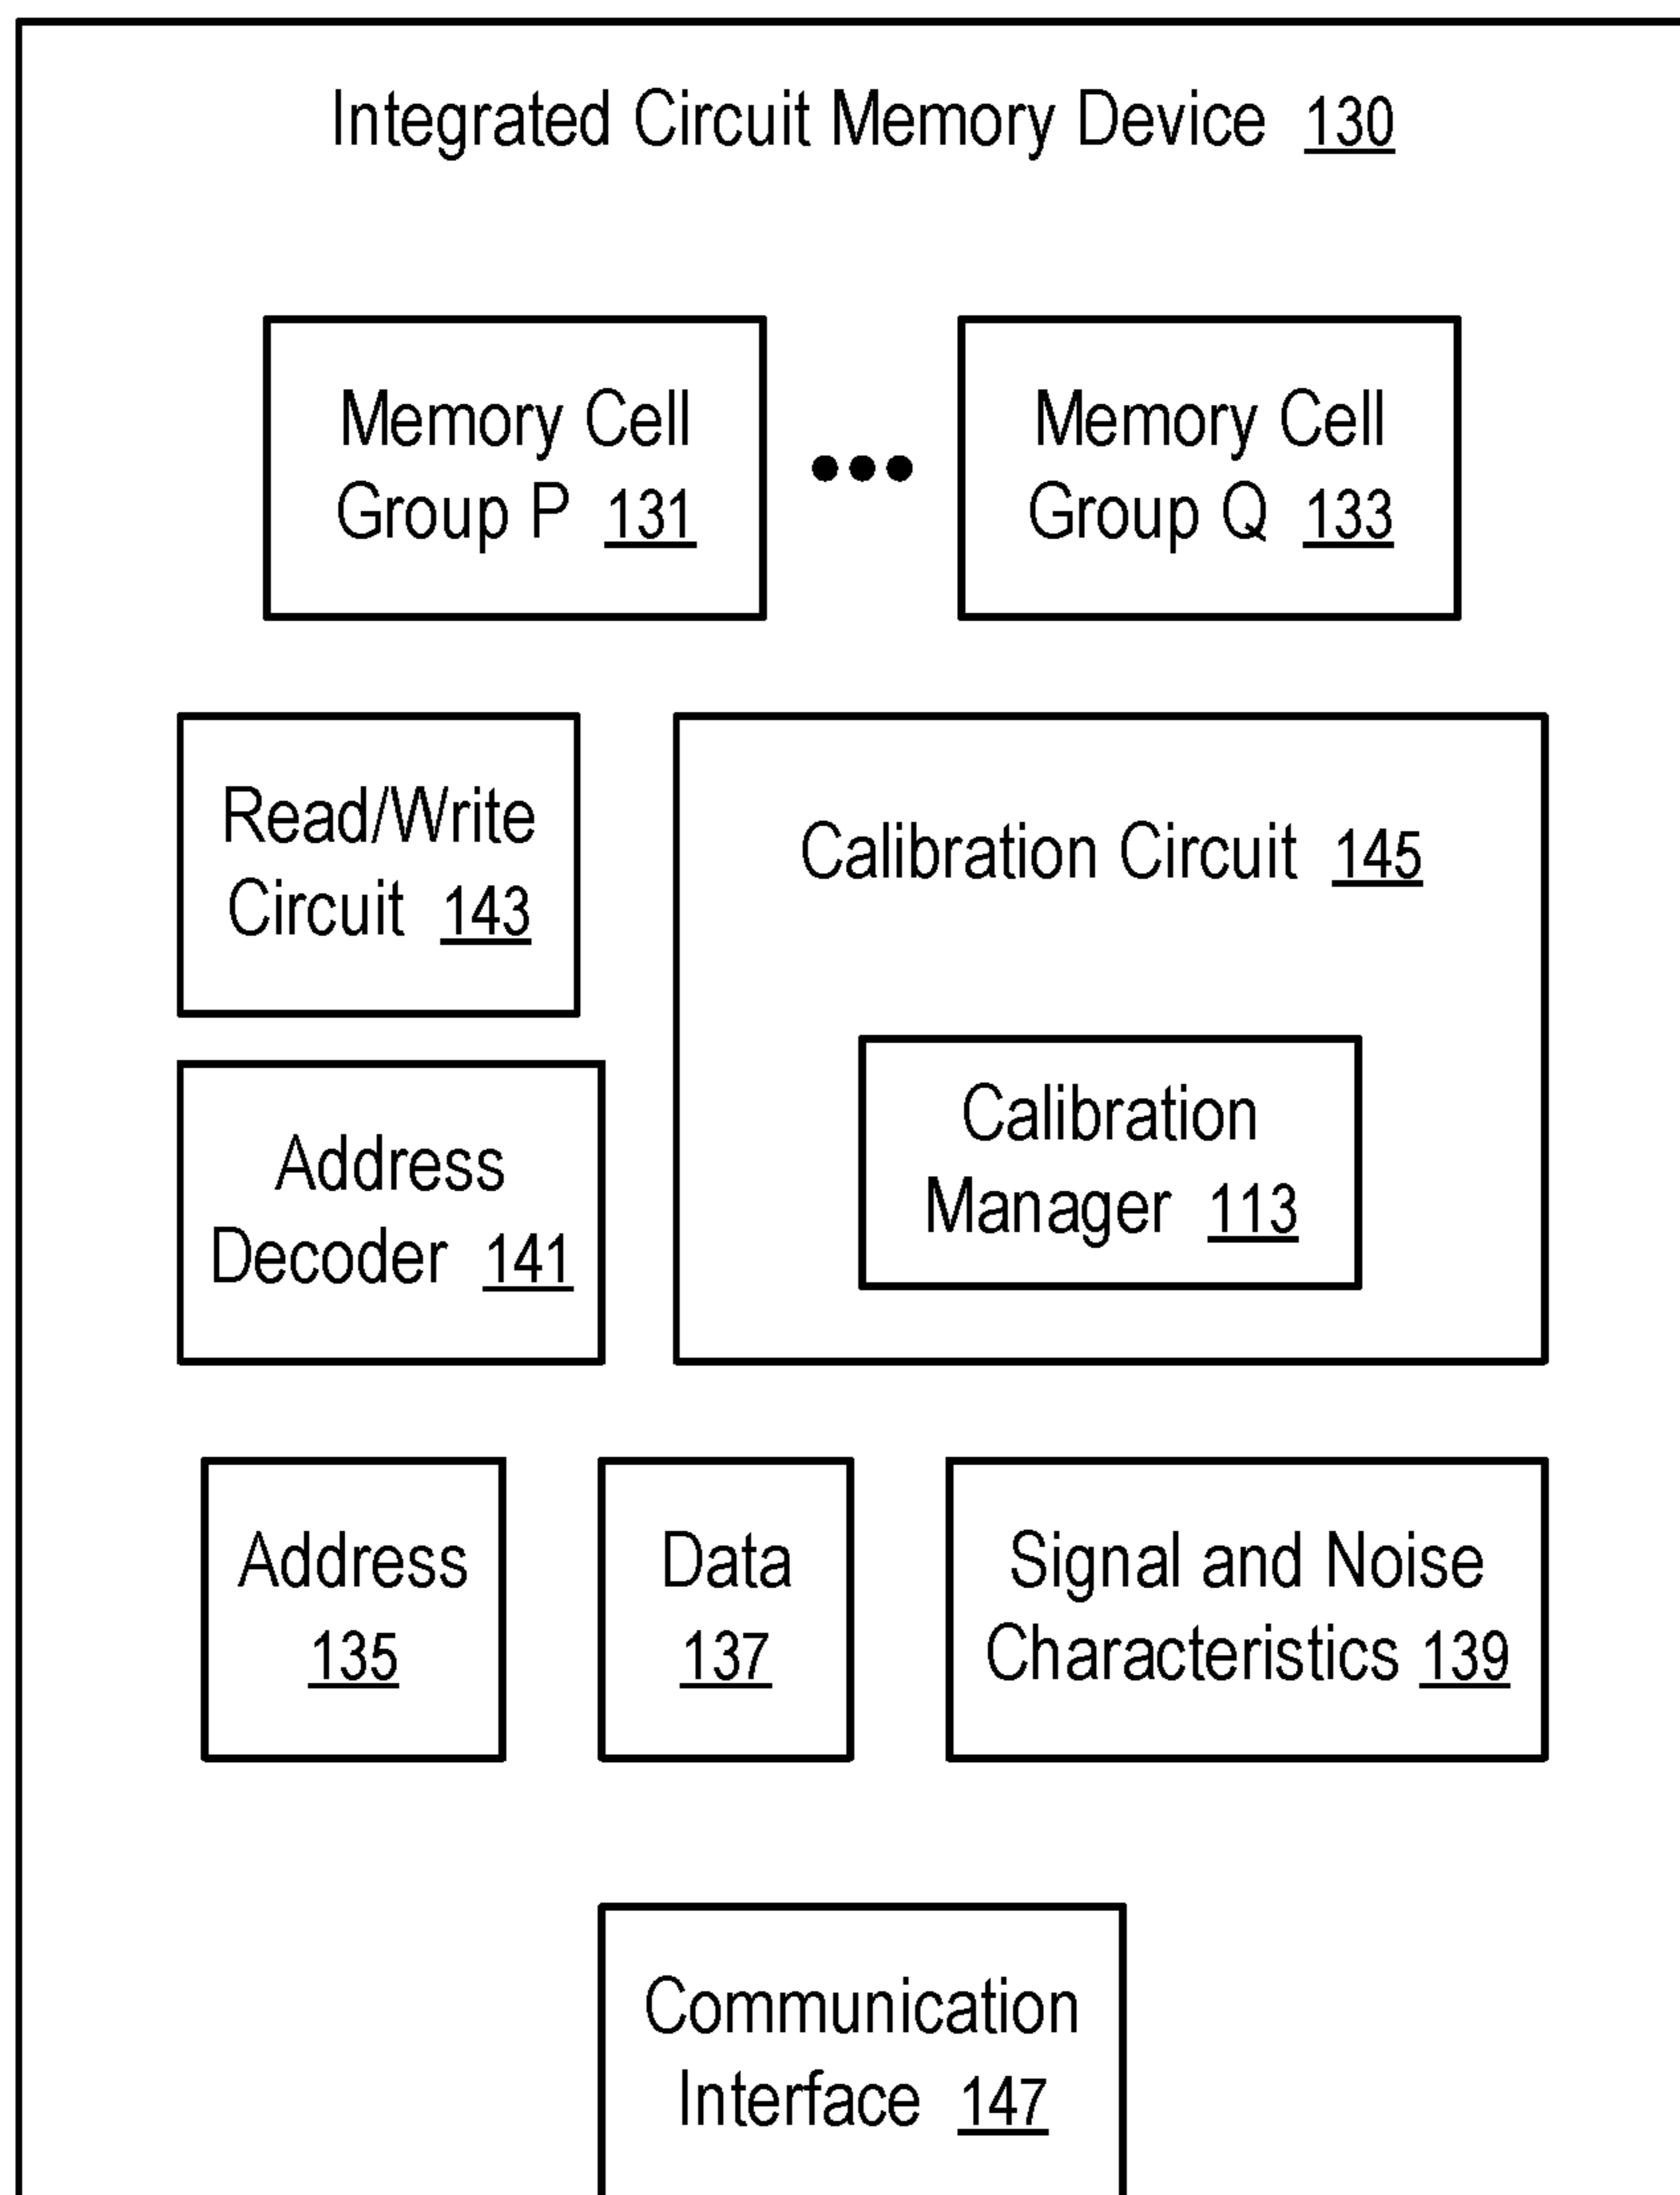 Integrated Circuit Memory Device 130
Memory Cell
Group P 131
Memory Cell
Group Q 133
Read/Write
Circuit 143
Calibration Circuit 145
Calibration
Manager 113
Address
Decoder 141
Address
135
Data
137
Signal and Noise
Characteristics 139
Communication
Interface 147